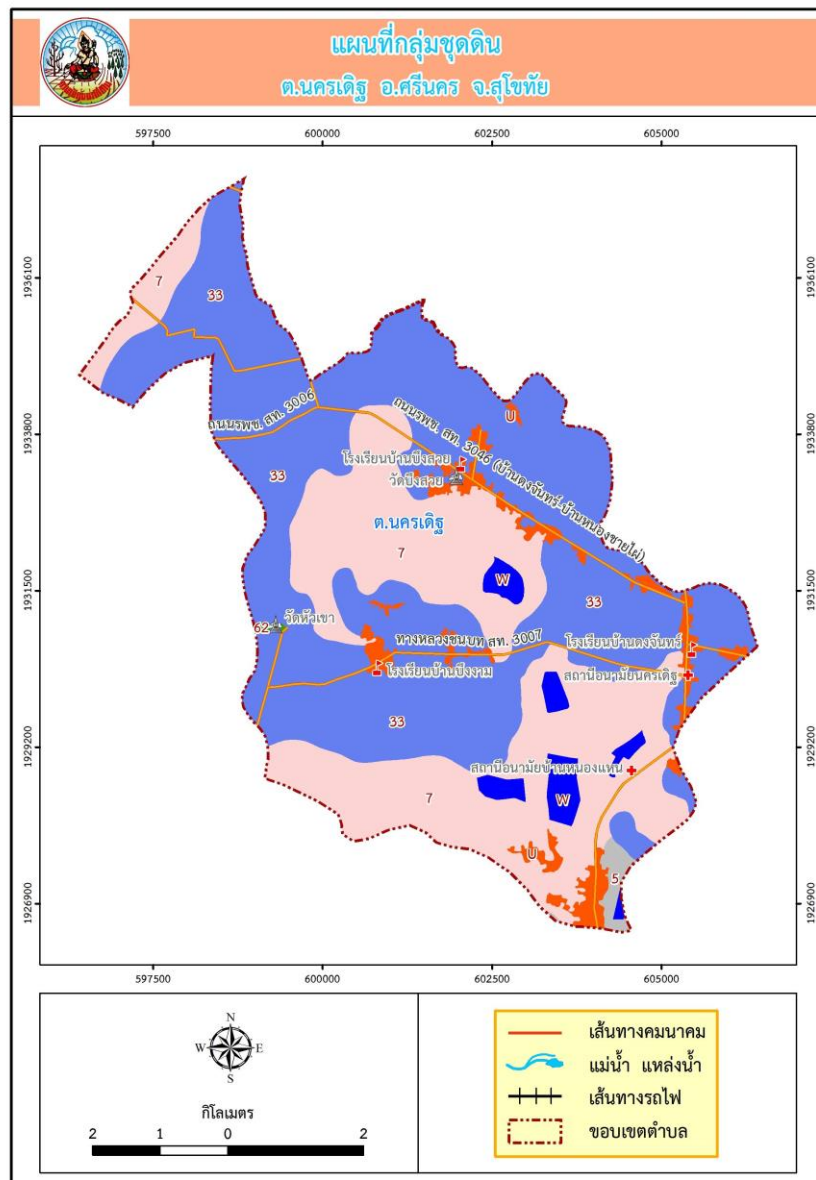 แผนที่กลุ่มชุดดิน
ต.นครเดิฐ อ.ศรีนคร จ.สุโขทัย
597500 600000 602500 605000
1936100
1933800
1931500
1929200
1926900
7
33
ถนนรพช. สท. 3006
ถนนรพช. สท. 3046 (บ้านดงจันทร์-บ้านหนองชายไผ่)
U
โรงเรียนบ้านบึงสวย
วัดบึงสวย
33
ต.นครเดิฐ
7
W
33
วัดหัวเขา
62
ทางหลวงชนบท สท. 3007
โรงเรียนบ้านดงจันทร์
โรงเรียนบ้านบึงงาม
สถานีอนามัยนครเดิฐ
33
สถานีอนามัยบ้านหนองแหน
7
W
U
5
1936100
1933800
1931500
1929200
1926900
597500 600000 602500 605000
N
W E
S
กิโลเมตร
2 1 0 2
เส้นทางคมนาคม
แม่น้ำ แหล่งน้ำ
เส้นทางรถไฟ
ขอบเขตตำบล